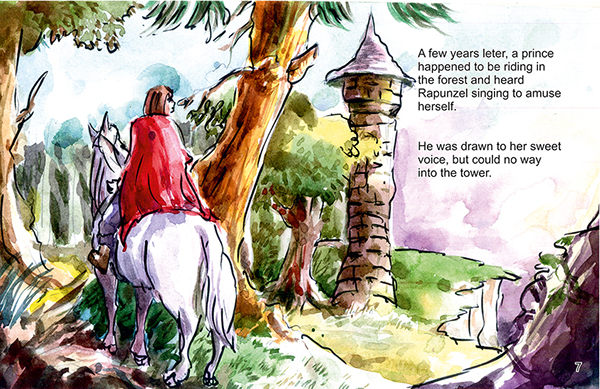 A few years leter, a prince
happened to be riding in
the forest and heard
Rapunzel singing to amuse
herself.
He was drawn to her sweet
voice, but could no way
into the tower.
7